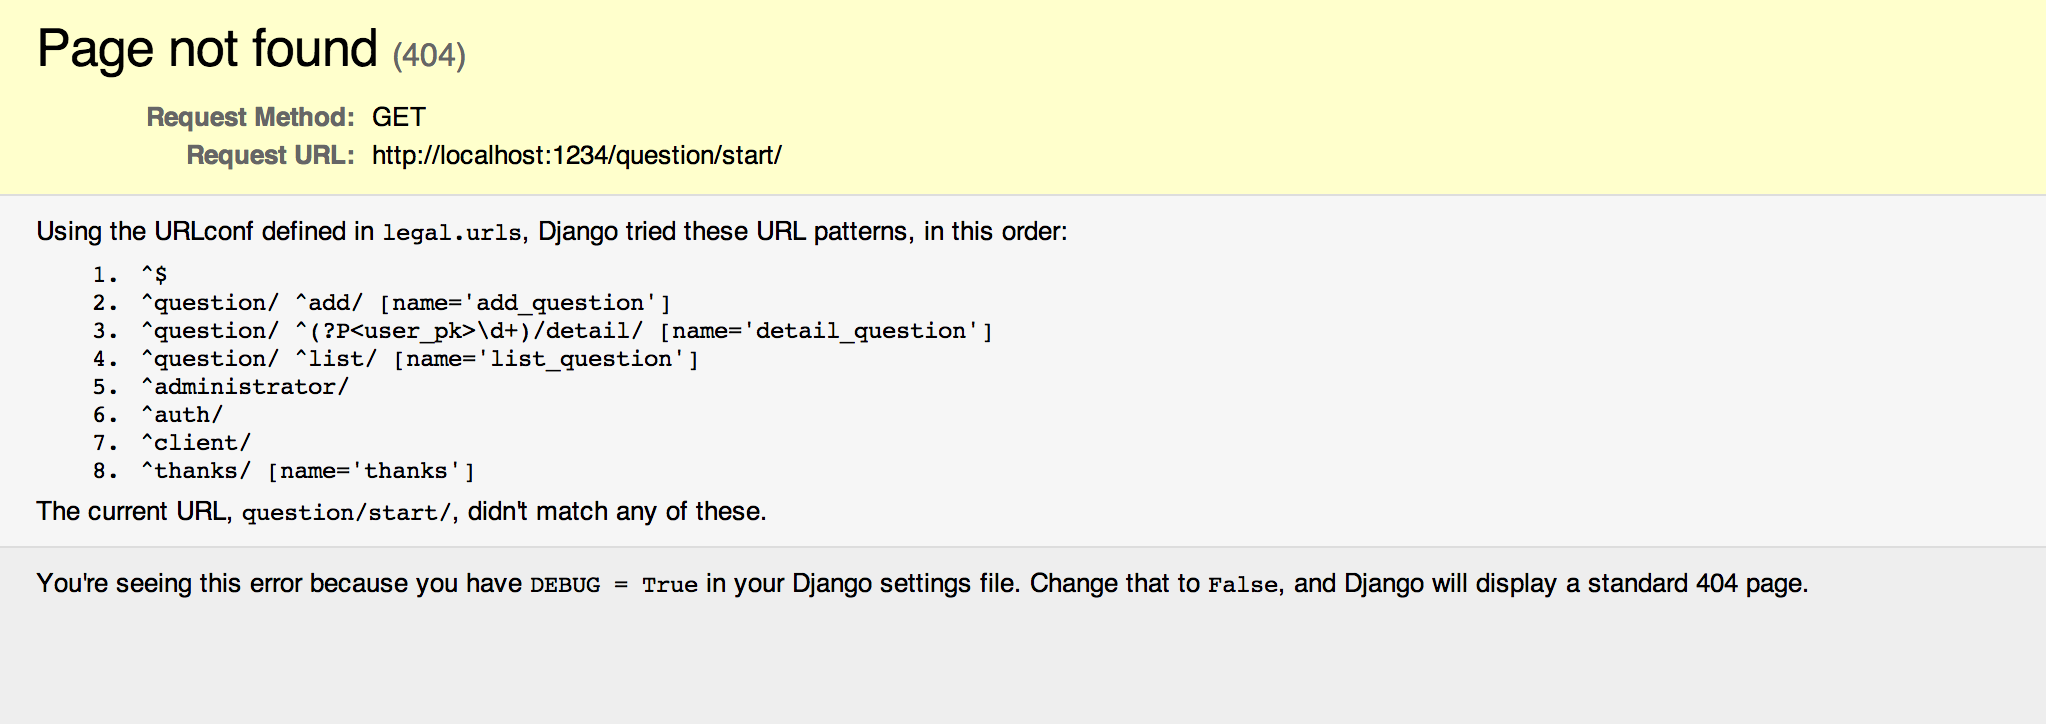 Page not found (404)
Request Method: GET
Request URL: http://localhost:1234/question/start/
Using the URLconf defined in legal.urls, Django tried these URL patterns, in this order:
1. ^$
2. ^question/ ^add/ [name='add_question']
3. ^question/ ^(?P<user_pk>\d+)/detail/ [name='detail_question']
4. ^question/ ^list/ [name='list_question']
5. ^administrator/
6. ^auth/
7. ^client/
8. ^thanks/ [name='thanks']
The current URL, question/start/, didn't match any of these.
You're seeing this error because you have DEBUG = True in your Django settings file. Change that to False, and Django will display a standard 404 page.